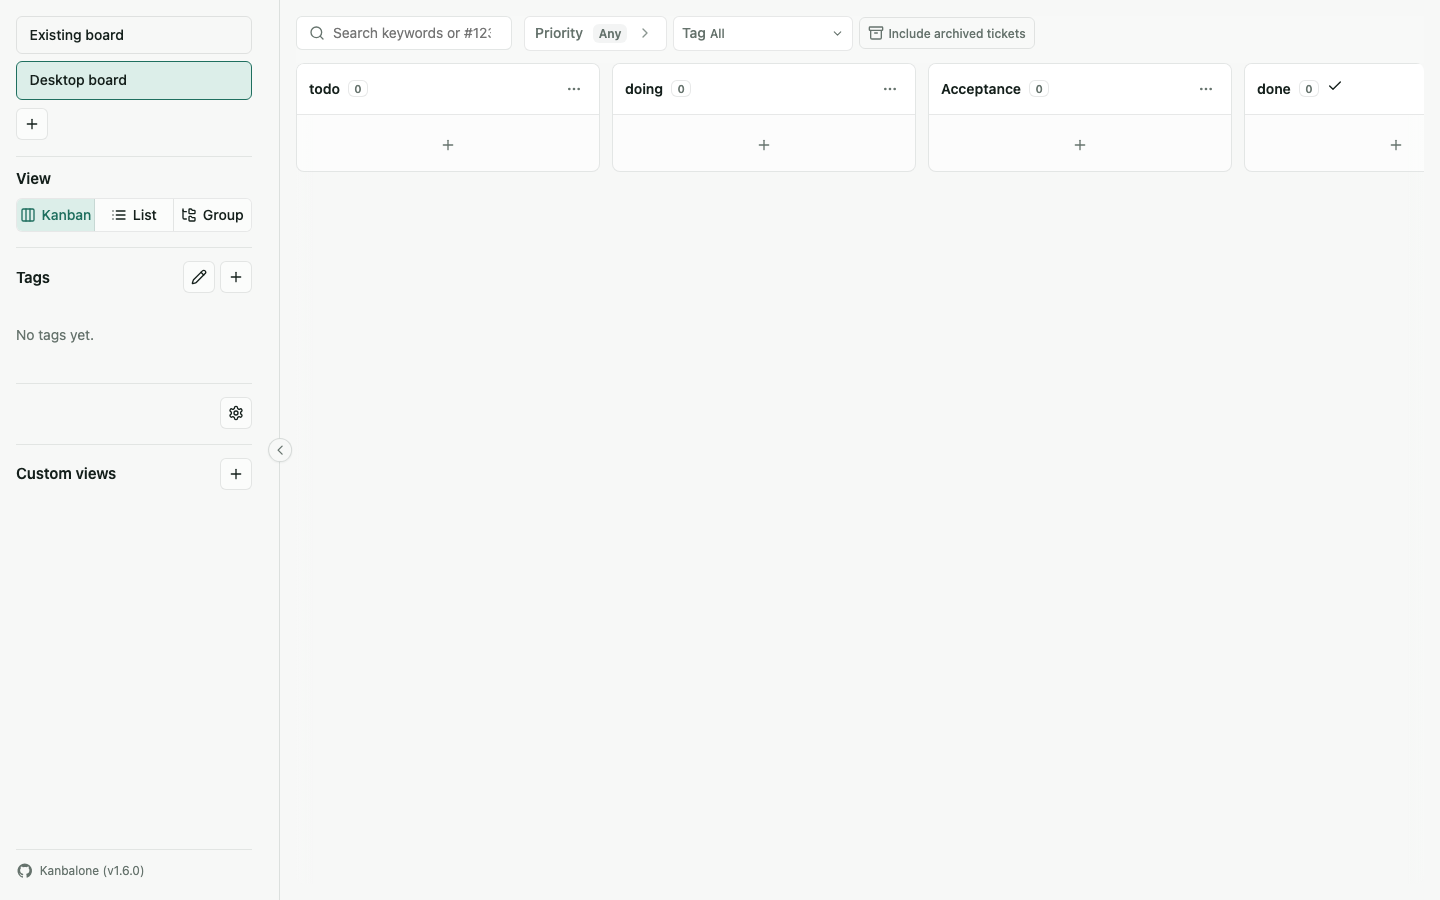 Existing board
Desktop board
View
Kanban List Group
Tags
No tags yet.
Custom views
Kanbalone (v1.6.0)
Search keywords or #123
Priority Any
Tag All
Include archived tickets
todo 0
doing 0
Acceptance 0
done 0